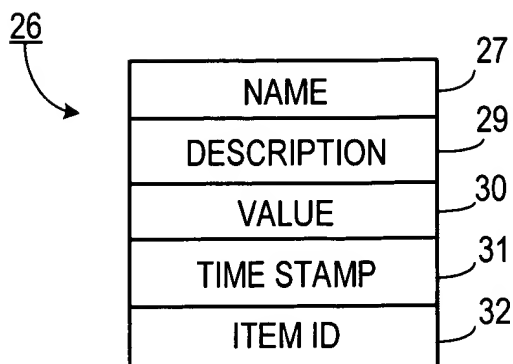 26
27
NAME
29
DESCRIPTION
30
VALUE
31
TIME STAMP
32
ITEM ID